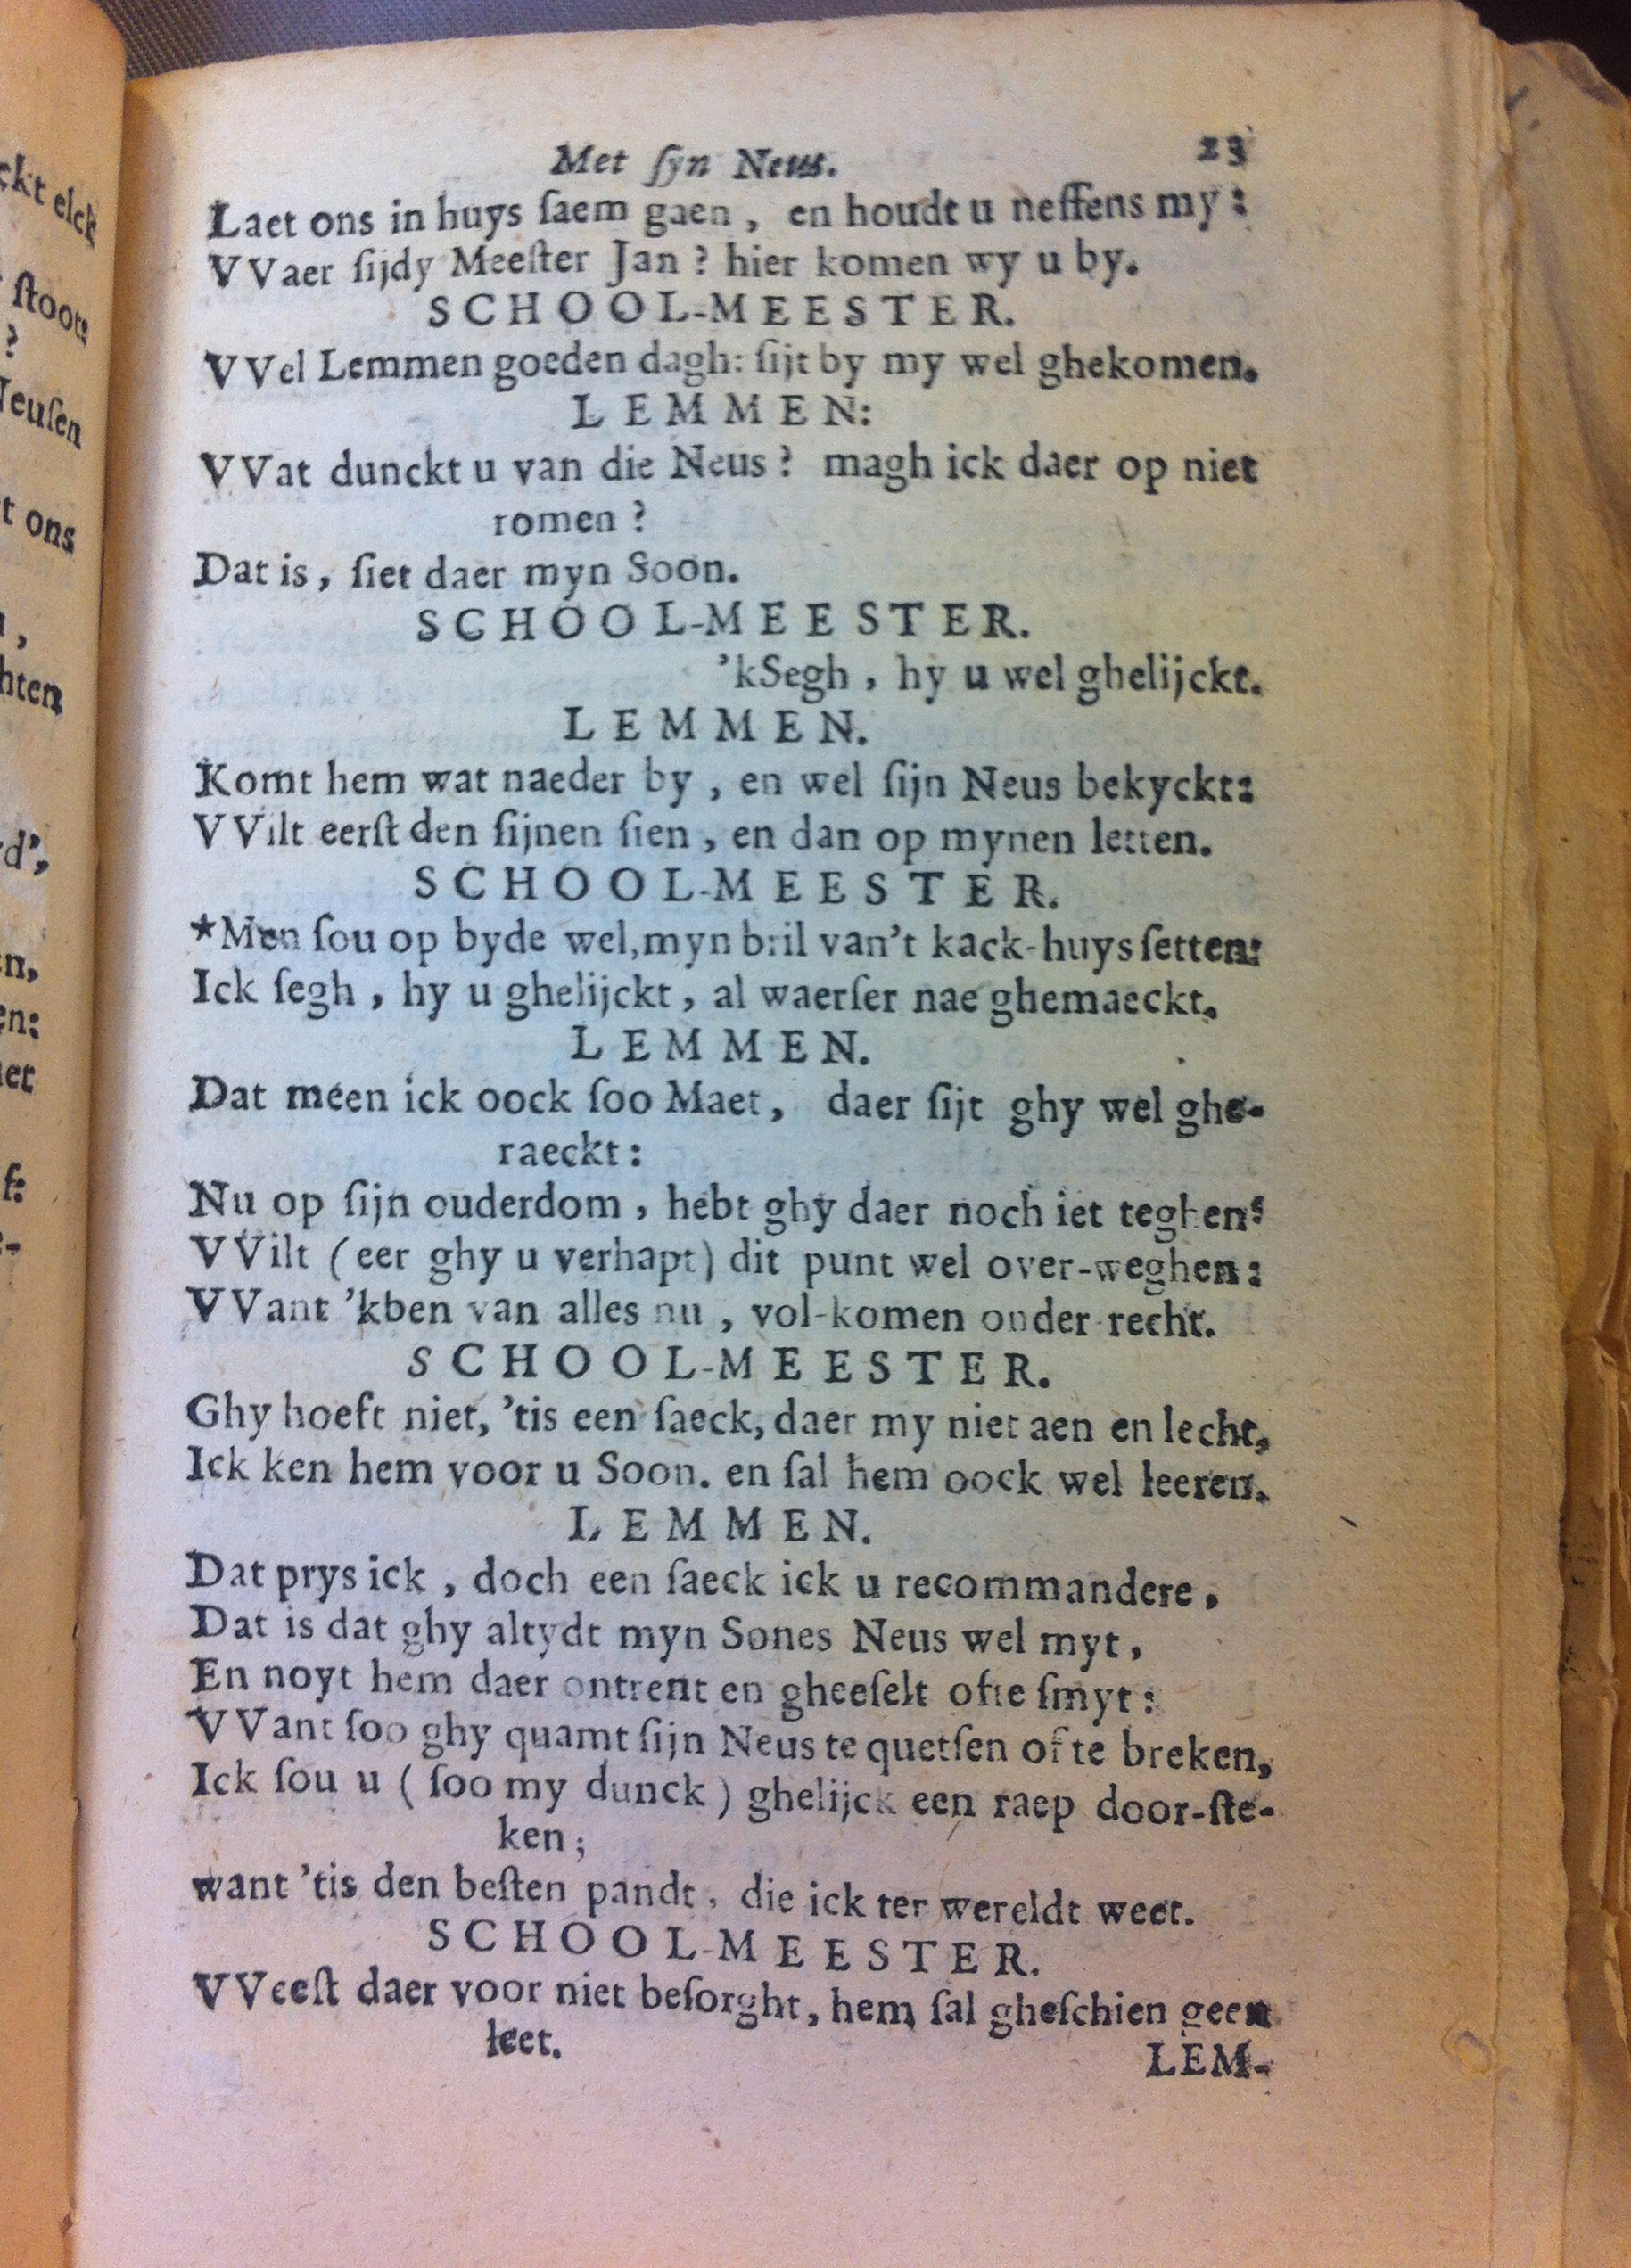 Met ſyn Neus. 23
Laet ons in huys ſaem gaen, en houdt u neffens my:
VVaer ſijdy Meeſter Jan? hier komen wy u by.
SCHOOL-MEESTER.
VVel Lemmen goeden dagh: ſijt by my wel ghekomen.
LEMMEN:
VVat dunckt u van die Neus? magh ick daer op niet
romen?
Dat is, ſiet daer myn Soon.
SCHOOL-MEESTER.
'kSegh, hy u wel ghelijckt.
LEMMEN.
Komt hem wat naeder by, en wel ſijn Neus bekyckt:
VVilt eerſt den ſijnen ſien, en dan op mynen letten.
SCHOOL-MEESTER.
*Men ſou op byde wel, myn bril van't kack-huys ſetten:
Ick ſegh, hy u ghelijckt, al waerſer nae ghemaeckt.
LEMMEN.
Dat meen ick oock ſoo Maet, daer ſijt ghy wel ghe-
raeckt:
Nu op ſijn ouderdom, hebt ghy daer noch iet teghen?
VVilt (eer ghy u verhapt) dit punt wel over-weghen:
VVant 'kben van alles nu, vol-komen onder-recht.
SCHOOL-MEESTER.
Ghy hoeft niet, 'tis een ſaeck, daer my niet aen en lecht,
Ick ken hem voor u Soon. en ſal hem oock wel leeren.
LEMMEN.
Dat prys ick, doch een ſaeck ick u recommandere,
Dat is dat ghy altydt myn Sones Neus wel myt,
En noyt hem daer ontrent en gheeſelt ofte ſmyt:
VVant ſoo ghy quamt ſijn Neus te quetſen ofte breken,
Ick ſou u (ſoo my dunck) ghelijck een raep door-ſte-
ken;
want 'tis den beſten pandt, die ick ter wereldt weet.
SCHOOL-MEESTER.
VVeeſt daer voor niet beſorght, hem ſal gheſchien geen
leet.
LEM-
ckt elck
ſtoot:
?
Neuſen
t ons
,
hten
d',
en,
en:
iet